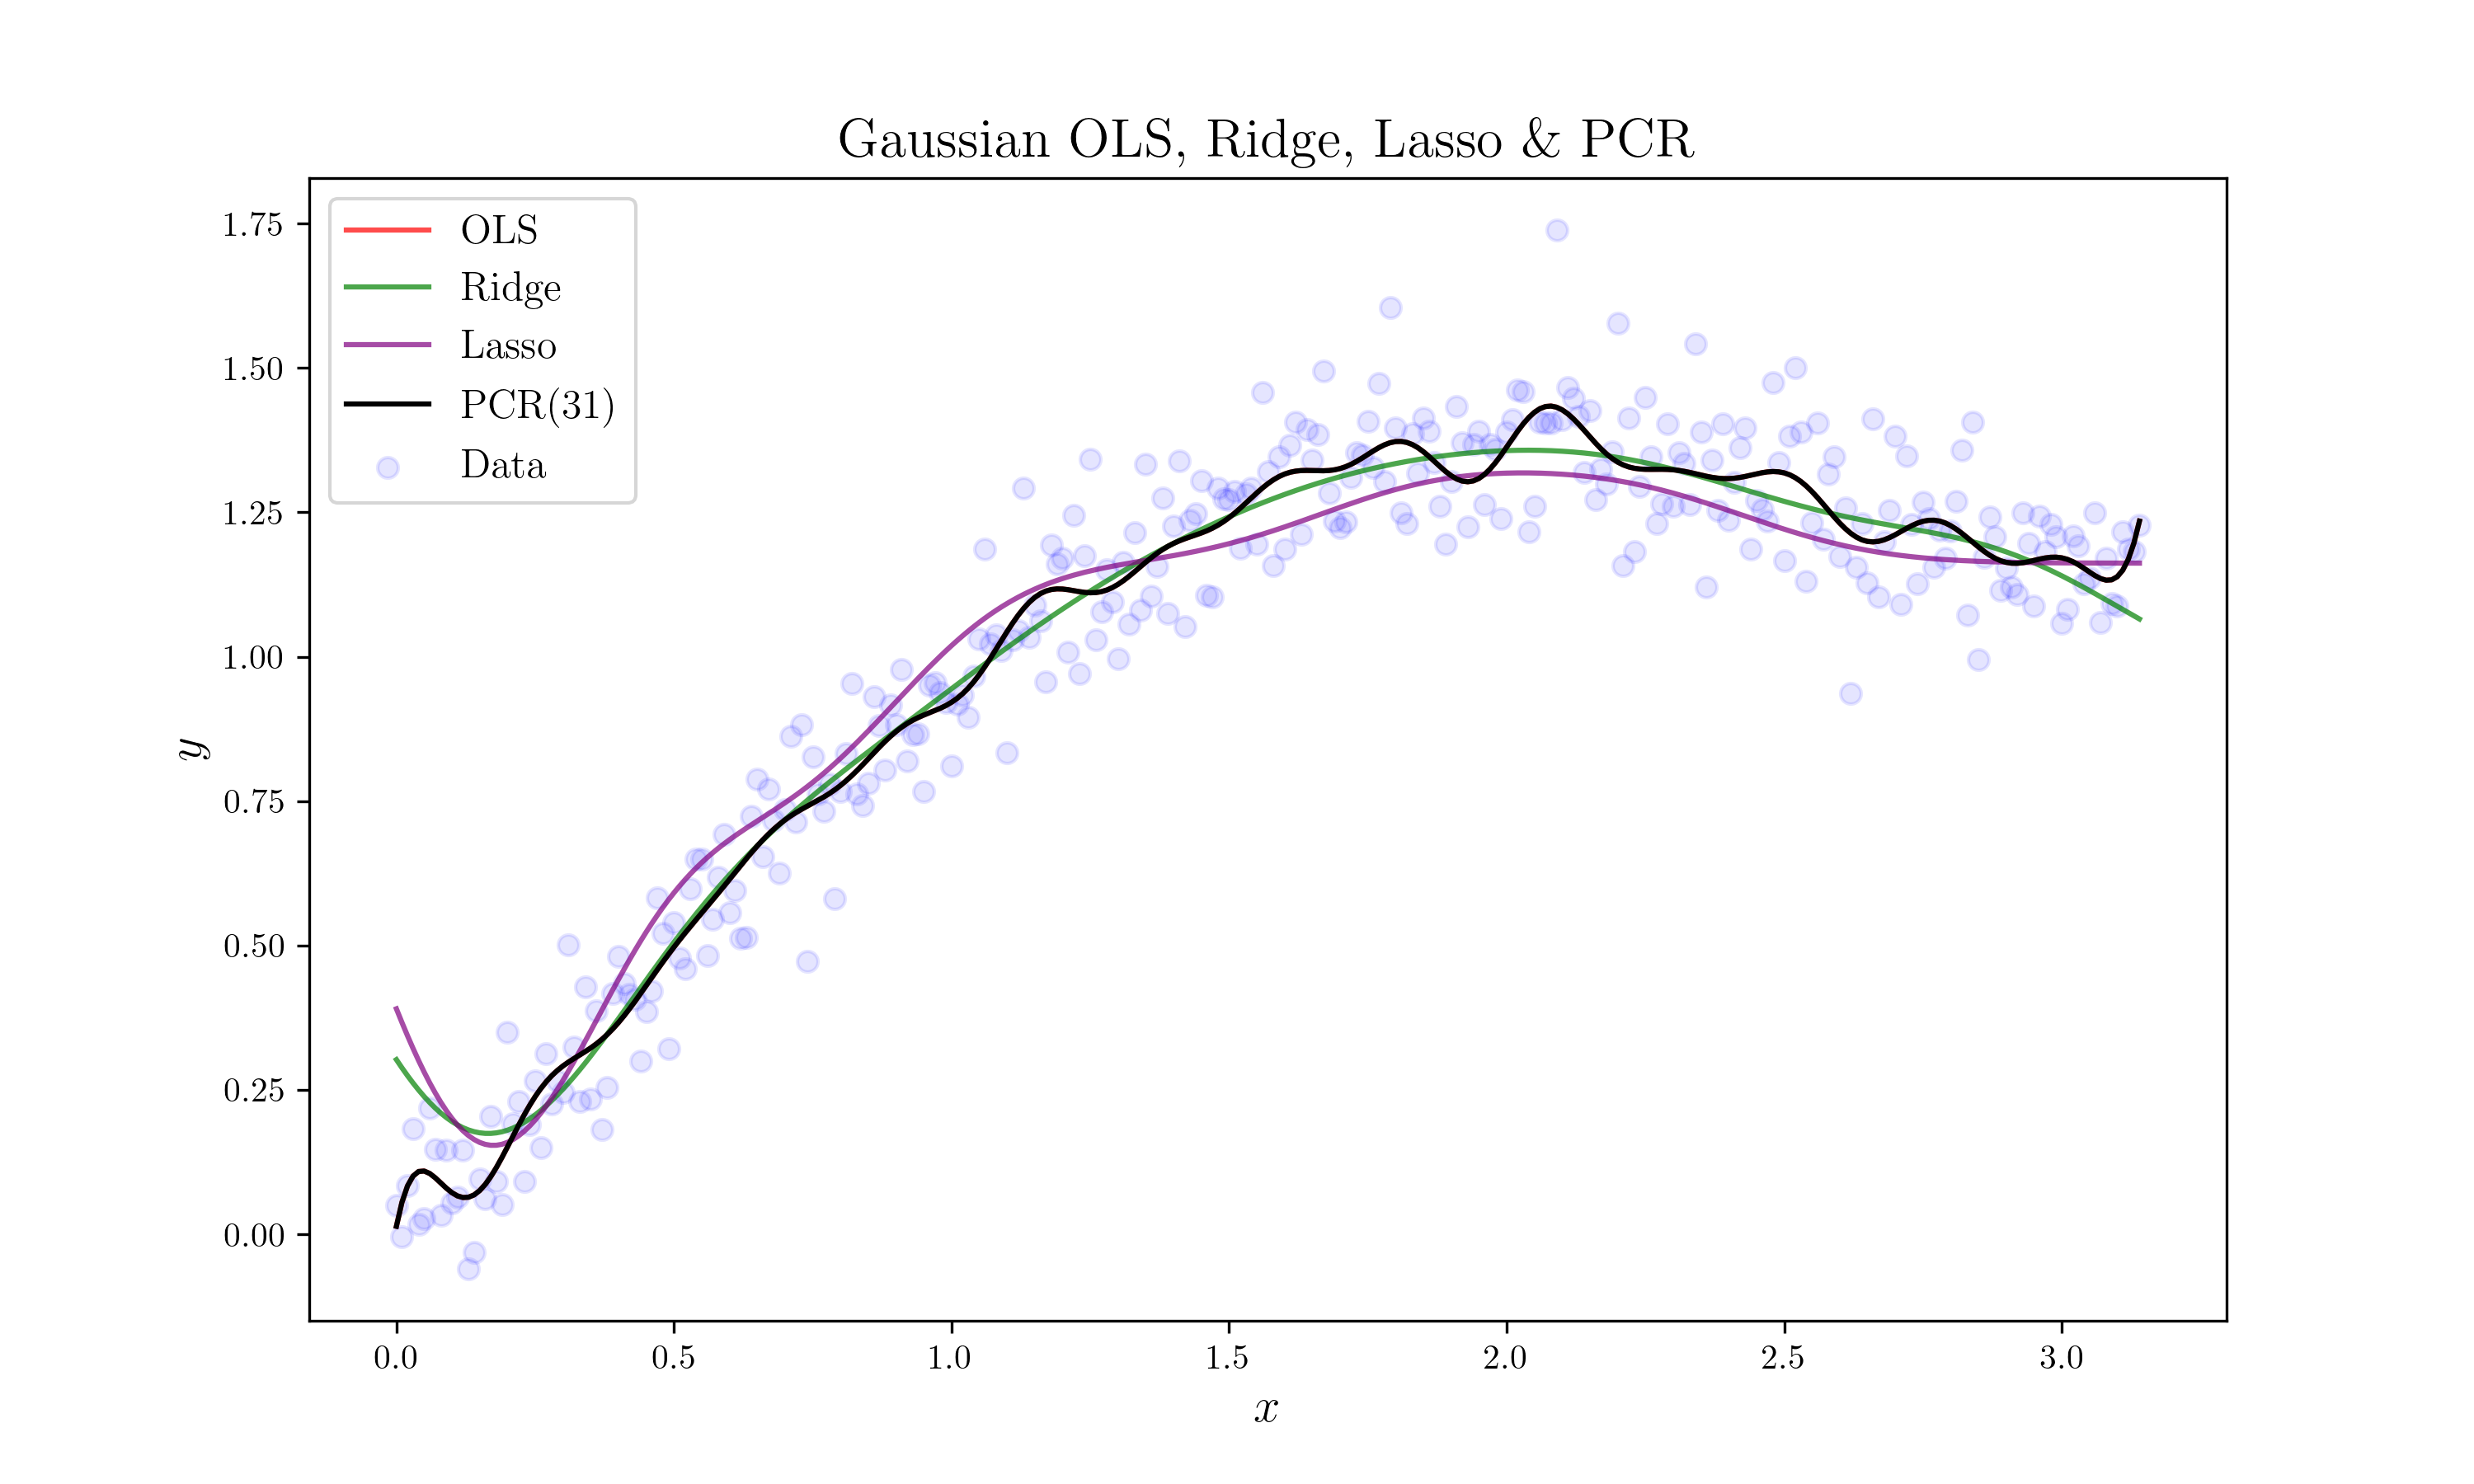 Gaussian OLS, Ridge, Lasso & PCR
OLS
Ridge
Lasso
PCR(31)
Data
1.75
1.50
1.25
1.00
0.75
0.50
0.25
0.00
y
0.0 0.5 1.0 1.5 2.0 2.5 3.0
x